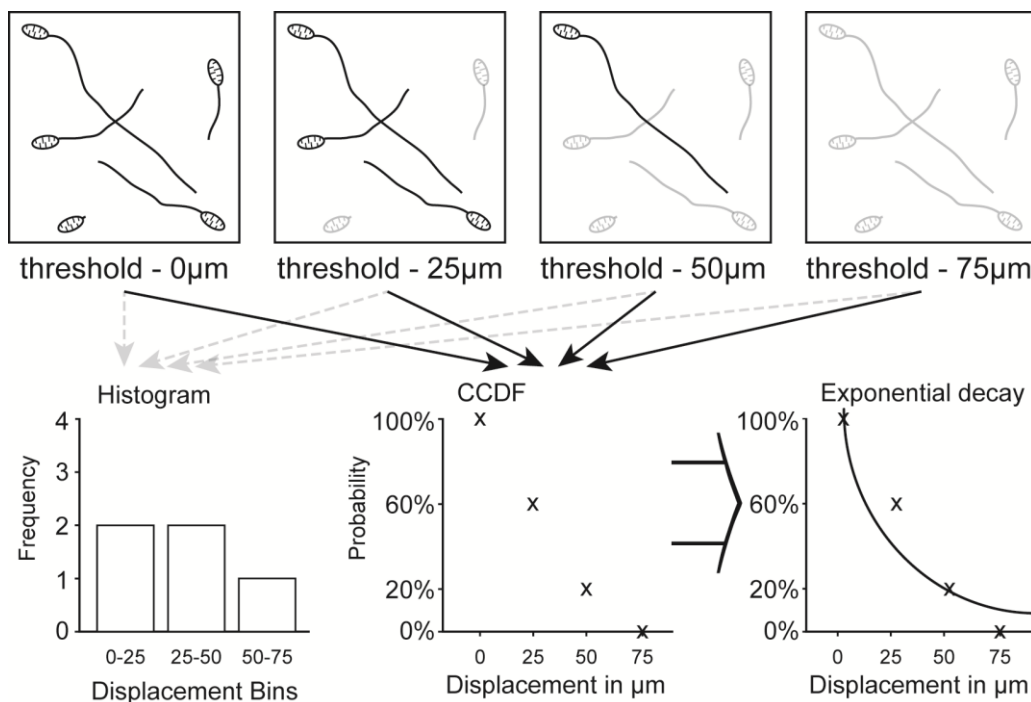 threshold - 0µm
threshold - 25µm
threshold - 50µm
threshold - 75µm
Histogram
4
3
2
1
0
Frequency
0-25 25-50 50-75
Displacement Bins
CCDF
100%
60%
20%
0%
Probability
0 25 50 75
Displacement in µm
Exponential decay
100%
60%
20%
0%
0 25 50 75
Displacement in µm